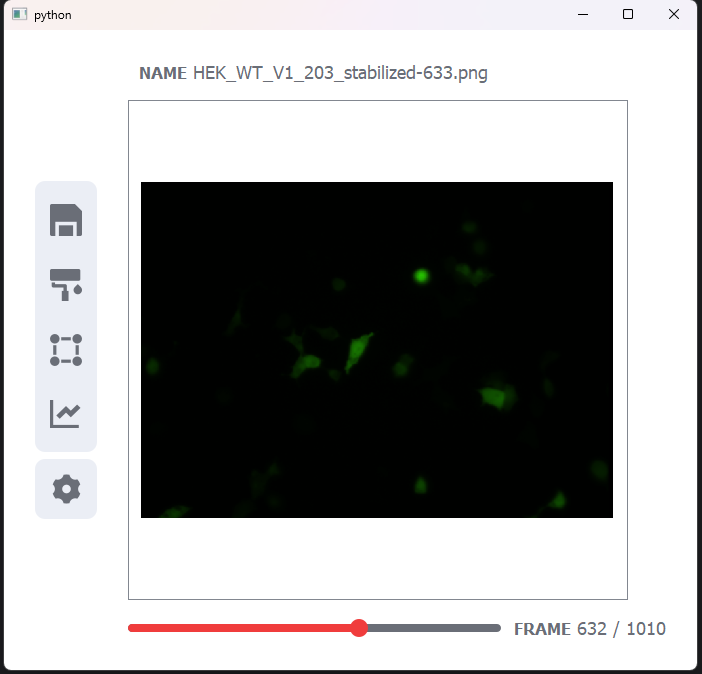 python
NAME HEK_WT_V1_203_stabilized-633.png
FRAME 632 / 1010